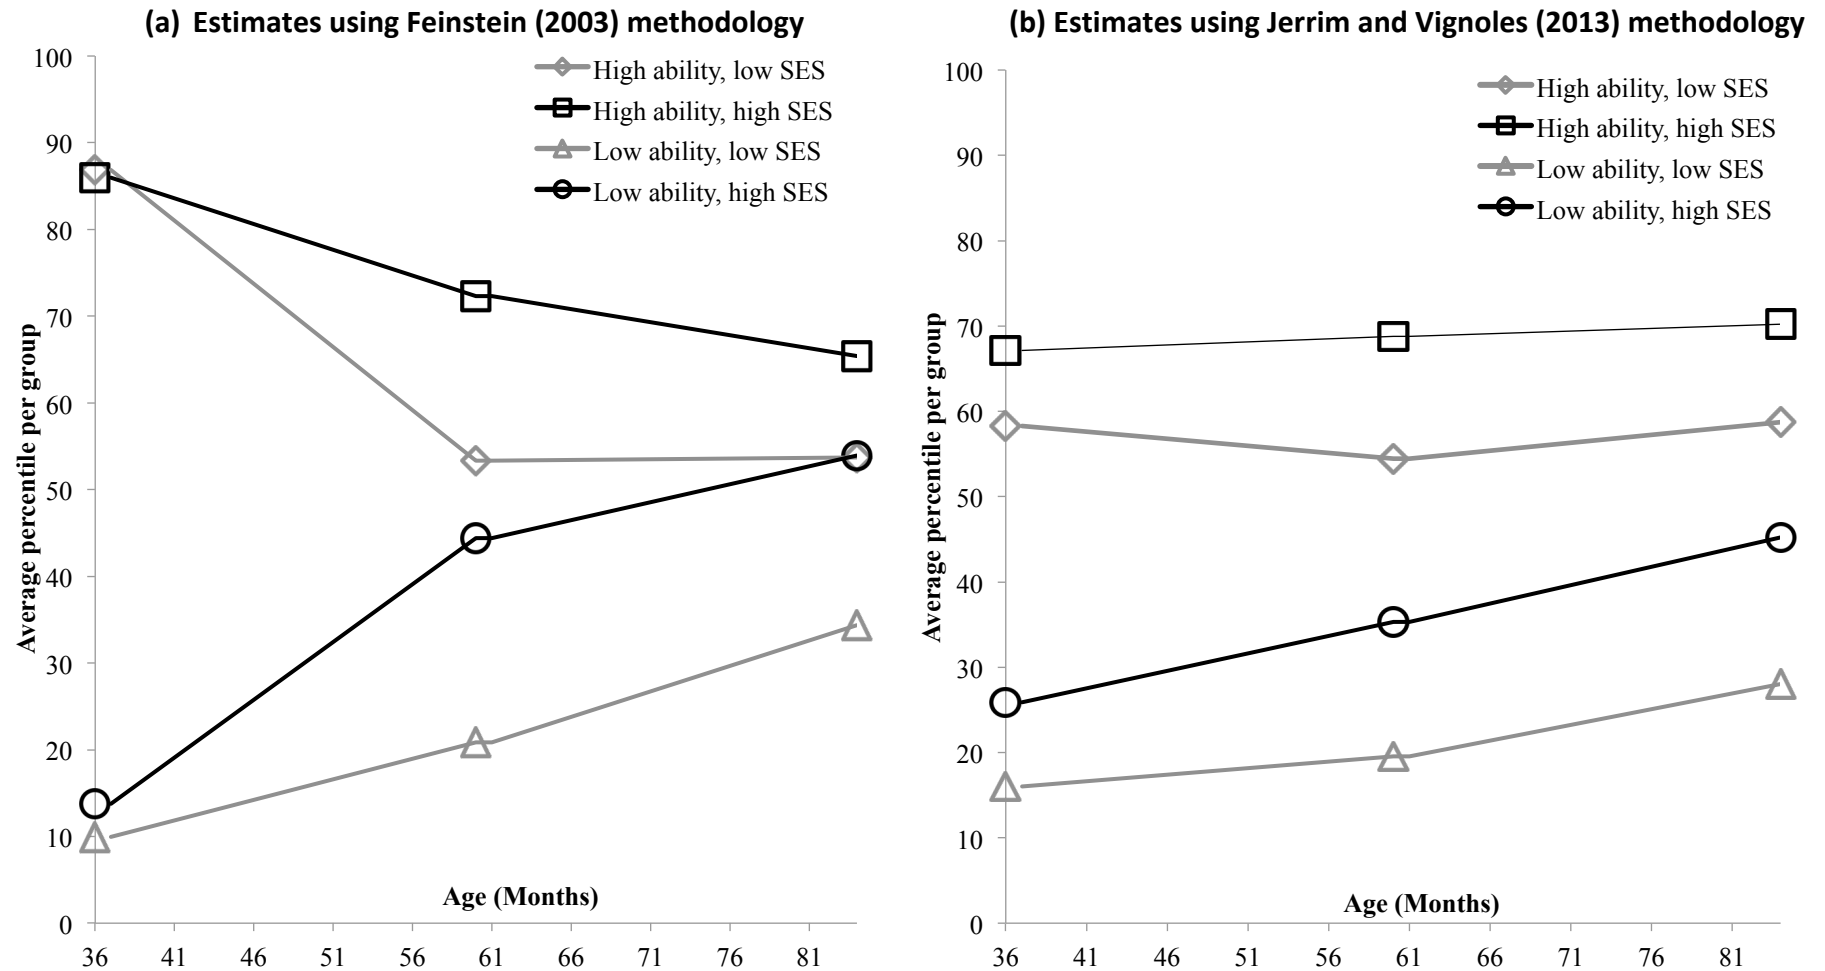 (a) Estimates using Feinstein (2003) methodology
100
90
80
70
60
50
40
30
20
10
0
Average percentile per group
High ability, low SES
High ability, high SES
Low ability, low SES
Low ability, high SES
Age (Months)
36 41 46 51 56 61 66 71 76 81
(b) Estimates using Jerrim and Vignoles (2013) methodology
100
90
80
70
60
50
40
30
20
10
0
Average percentile per group
High ability, low SES
High ability, high SES
Low ability, low SES
Low ability, high SES
Age (Months)
36 41 46 51 56 61 66 71 76 81